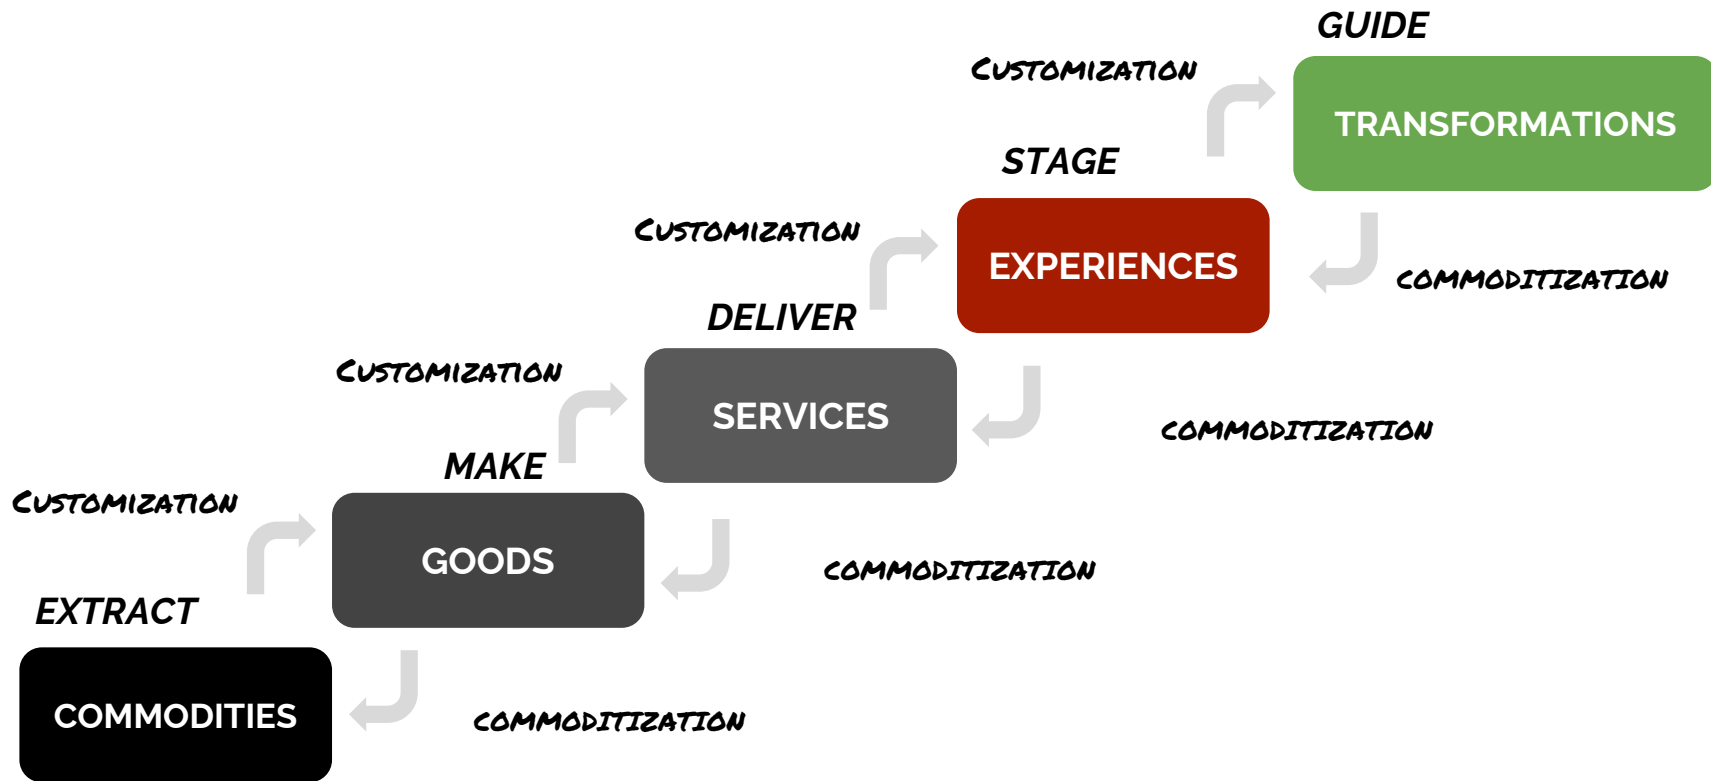 GUIDE
CUSTOMIZATION
TRANSFORMATIONS
STAGE
CUSTOMIZATION
EXPERIENCES
COMMODITIZATION
DELIVER
CUSTOMIZATION
SERVICES
COMMODITIZATION
MAKE
CUSTOMIZATION
GOODS
COMMODITIZATION
EXTRACT
COMMODITIES
COMMODITIZATION